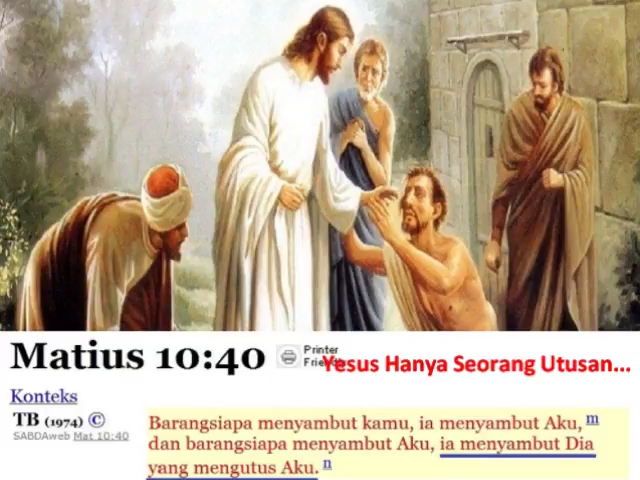 Matius 10:40
Printer
Friendly
Yesus Hanya Seorang Utusan...
Konteks
TB (1974) ©
SABDAweb Mat 10:40
Barangsiapa menyambut kamu, ia menyambut Aku, m
dan barangsiapa menyambut Aku, ia menyambut Dia
yang mengutus Aku. n